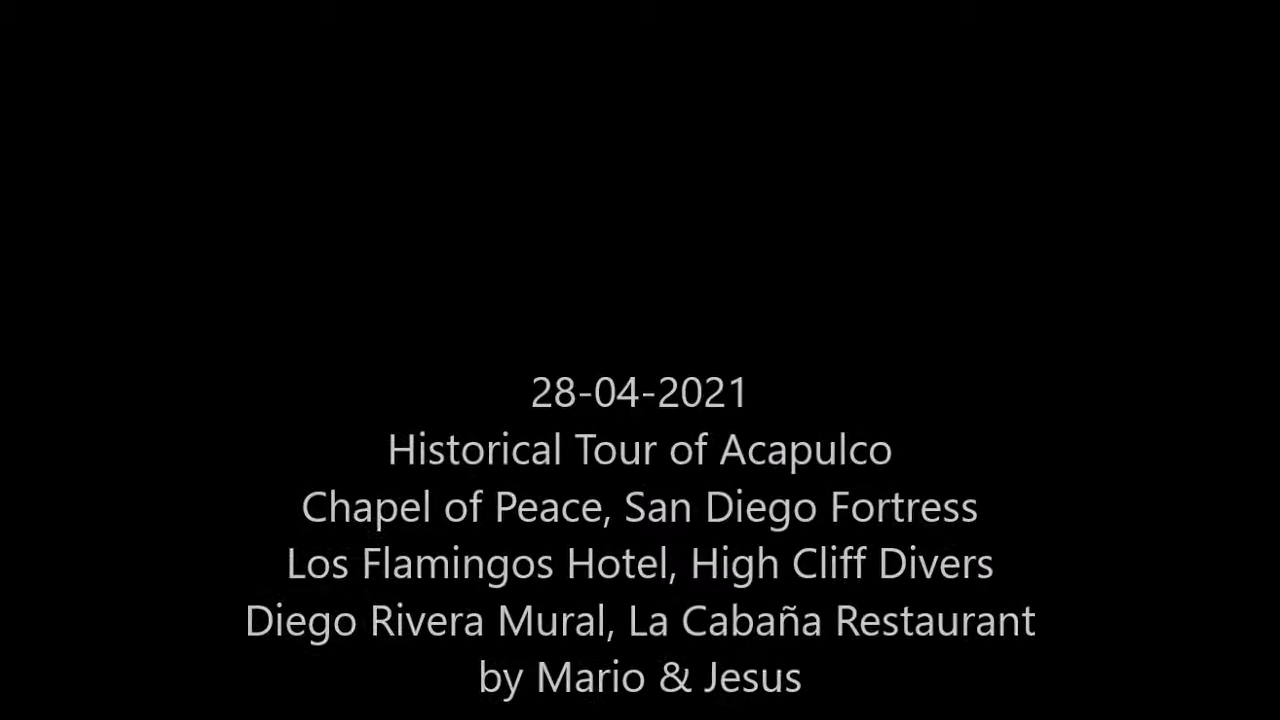 28-04-2021
Historical Tour of Acapulco
Chapel of Peace, San Diego Fortress
Los Flamingos Hotel, High Cliff Divers
Diego Rivera Mural, La Cabaña Restaurant
by Mario & Jesus